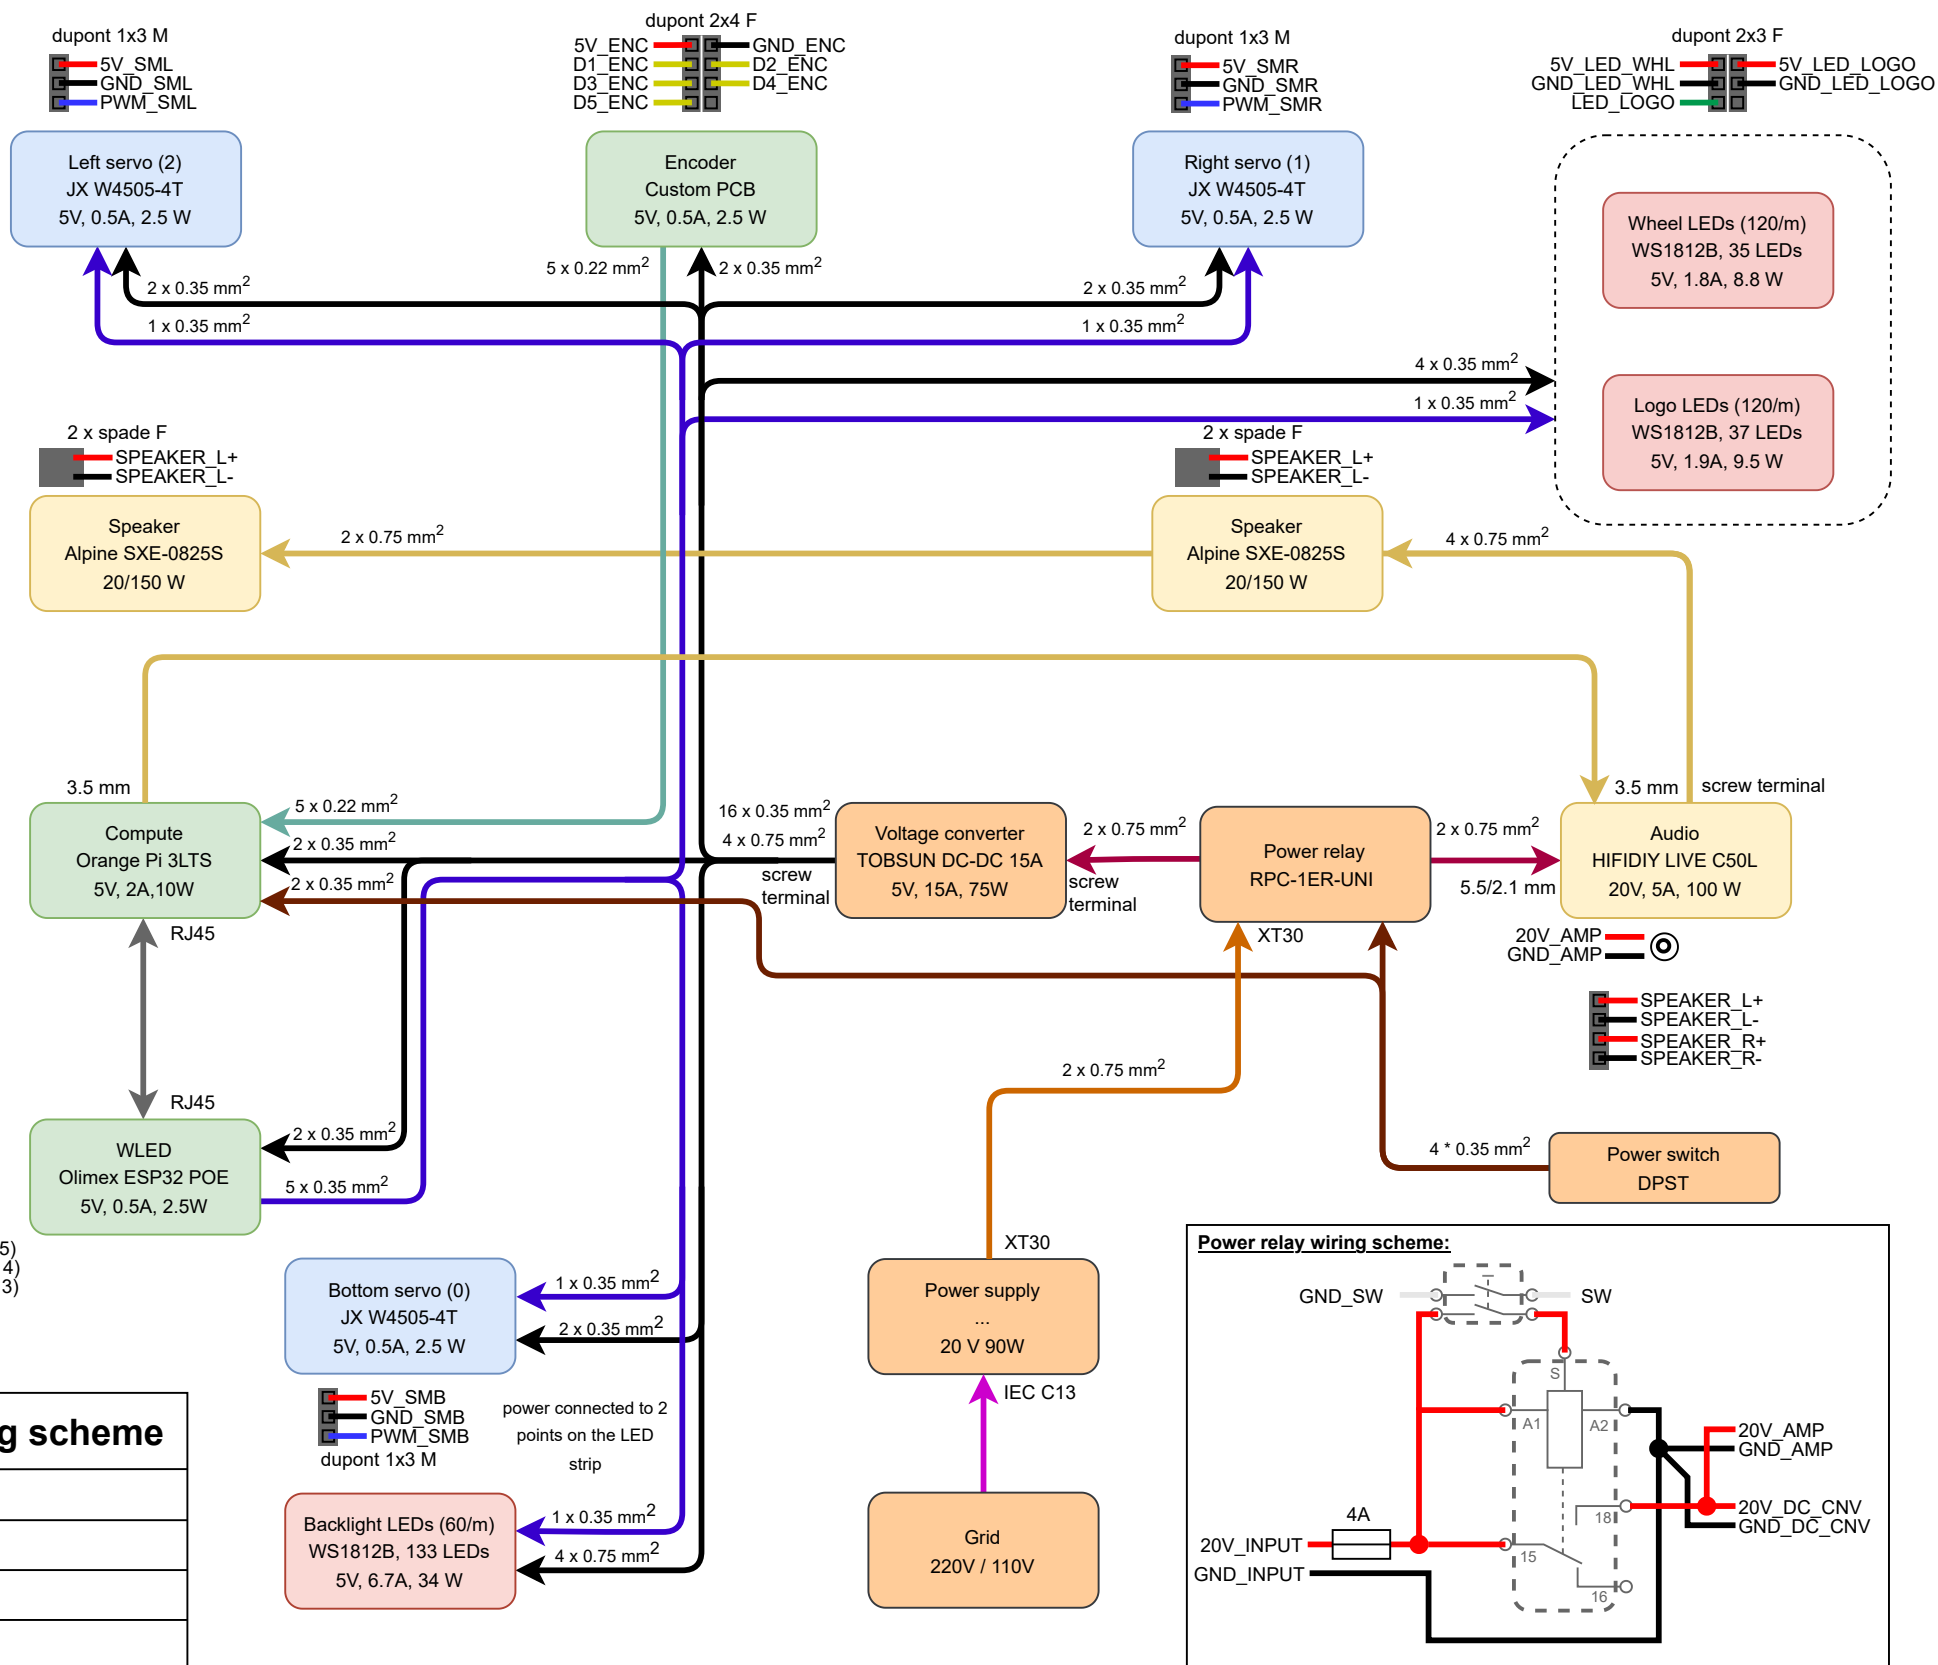 dupont 1x3 M
5V_SML
GND_SML
PWM_SML
dupont 2x4 F
5V_ENC
GND_ENC
D1_ENC
D2_ENC
D3_ENC
D4_ENC
D5_ENC
dupont 1x3 M
5V_SMR
GND_SMR
PWM_SMR
dupont 2x3 F
5V_LED_WHL
5V_LED_LOGO
GND_LED_WHL
GND_LED_LOGO
LED_LOGO
Left servo (2)
JX W4505-4T
5V, 0.5A, 2.5 W
Encoder
Custom PCB
5V, 0.5A, 2.5 W
Right servo (1)
JX W4505-4T
5V, 0.5A, 2.5 W
Wheel LEDs (120/m)
WS1812B, 35 LEDs
5V, 1.8A, 8.8 W
Logo LEDs (120/m)
WS1812B, 37 LEDs
5V, 1.9A, 9.5 W
5 x 0.22 mm²
2 x 0.35 mm²
2 x 0.35 mm²
1 x 0.35 mm²
2 x 0.35 mm²
1 x 0.35 mm²
4 x 0.35 mm²
1 x 0.35 mm²
2 x spade F
SPEAKER_L+
SPEAKER_L-
2 x spade F
SPEAKER_L+
SPEAKER_L-
Speaker
Alpine SXE-0825S
20/150 W
2 x 0.75 mm²
Speaker
Alpine SXE-0825S
20/150 W
4 x 0.75 mm²
3.5 mm
3.5 mm
screw terminal
Compute
Orange Pi 3LTS
5V, 2A,10W
5 x 0.22 mm²
2 x 0.35 mm²
2 x 0.35 mm²
16 x 0.35 mm²
4 x 0.75 mm²
screw
terminal
Voltage converter
TOBSUN DC-DC 15A
5V, 15A, 75W
2 x 0.75 mm²
screw
terminal
Power relay
RPC-1ER-UNI
2 x 0.75 mm²
5.5/2.1 mm
Audio
HIFIDIY LIVE C50L
20V, 5A, 100 W
RJ45
XT30
20V_AMP
GND_AMP
SPEAKER_L+
SPEAKER_L-
SPEAKER_R+
SPEAKER_R-
2 x 0.75 mm²
RJ45
WLED
Olimex ESP32 POE
5V, 0.5A, 2.5W
2 x 0.35 mm²
5 x 0.35 mm²
4 * 0.35 mm²
Power switch
DPST
5)
4)
3)
Bottom servo (0)
JX W4505-4T
5V, 0.5A, 2.5 W
1 x 0.35 mm²
2 x 0.35 mm²
XT30
Power supply
...
20 V 90W
IEC C13
5V_SMB
GND_SMB
PWM_SMB
dupont 1x3 M
power connected to 2
points on the LED
strip
g scheme
Backlight LEDs (60/m)
WS1812B, 133 LEDs
5V, 6.7A, 34 W
1 x 0.35 mm²
4 x 0.75 mm²
Grid
220V / 110V
Power relay wiring scheme:
GND_SW
SW
S
A1
A2
20V_AMP
GND_AMP
18
20V_DC_CNV
GND_DC_CNV
4A
20V_INPUT
GND_INPUT
15
16